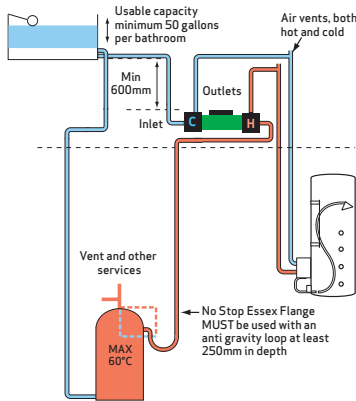 Usable capacity
minimum 50 gallons
per bathroom
Air vents, both
hot and cold
Min
600mm
Outlets
Inlet
C
H
Vent and other
services
No Stop Essex Flange
MUST be used with an
anti gravity loop at least
250mm in depth
MAX
60°C